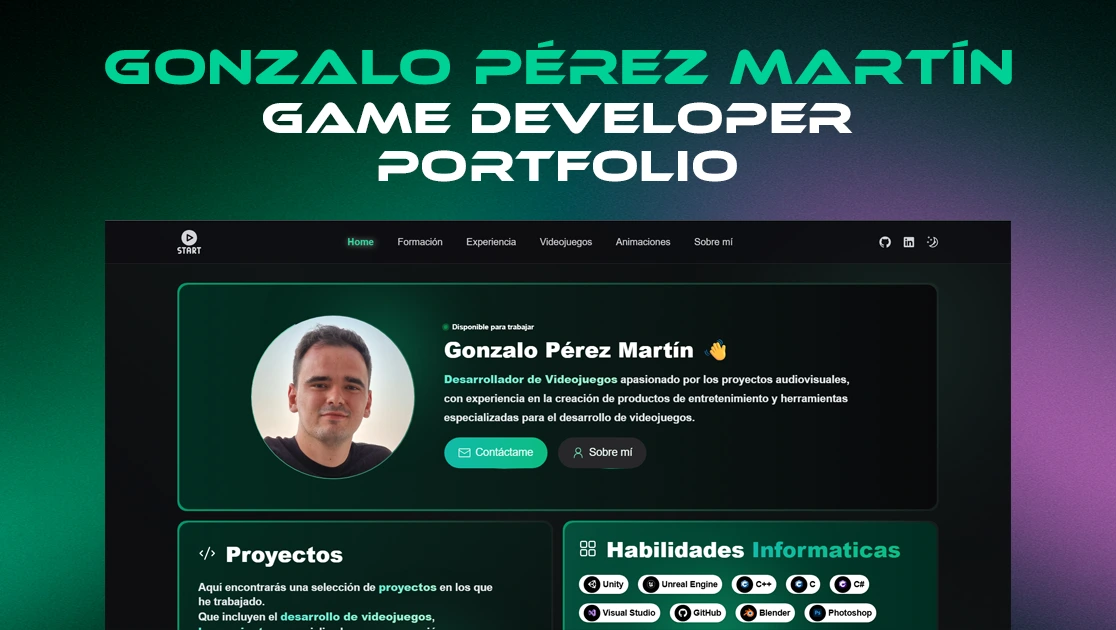 GONZALO PÉREZ MARTÍN
GAME DEVELOPER
PORTFOLIO
START
Home
Formación
Experiencia
Videojuegos
Animaciones
Sobre mí
Disponible para trabajar
Gonzalo Pérez Martín
Desarrollador de Videojuegos apasionado por los proyectos audiovisuales,
con experiencia en la creación de productos de entretenimiento y herramientas
especializadas para el desarrollo de videojuegos.
Contáctame
Sobre mí
</> Proyectos
Aquí encontrarás una selección de proyectos en los que
he trabajado.
Que incluyen el desarrollo de videojuegos,
Habilidades Informaticas
Unity
Unreal Engine
C++
C
C#
Visual Studio
GitHub
Blender
Photoshop